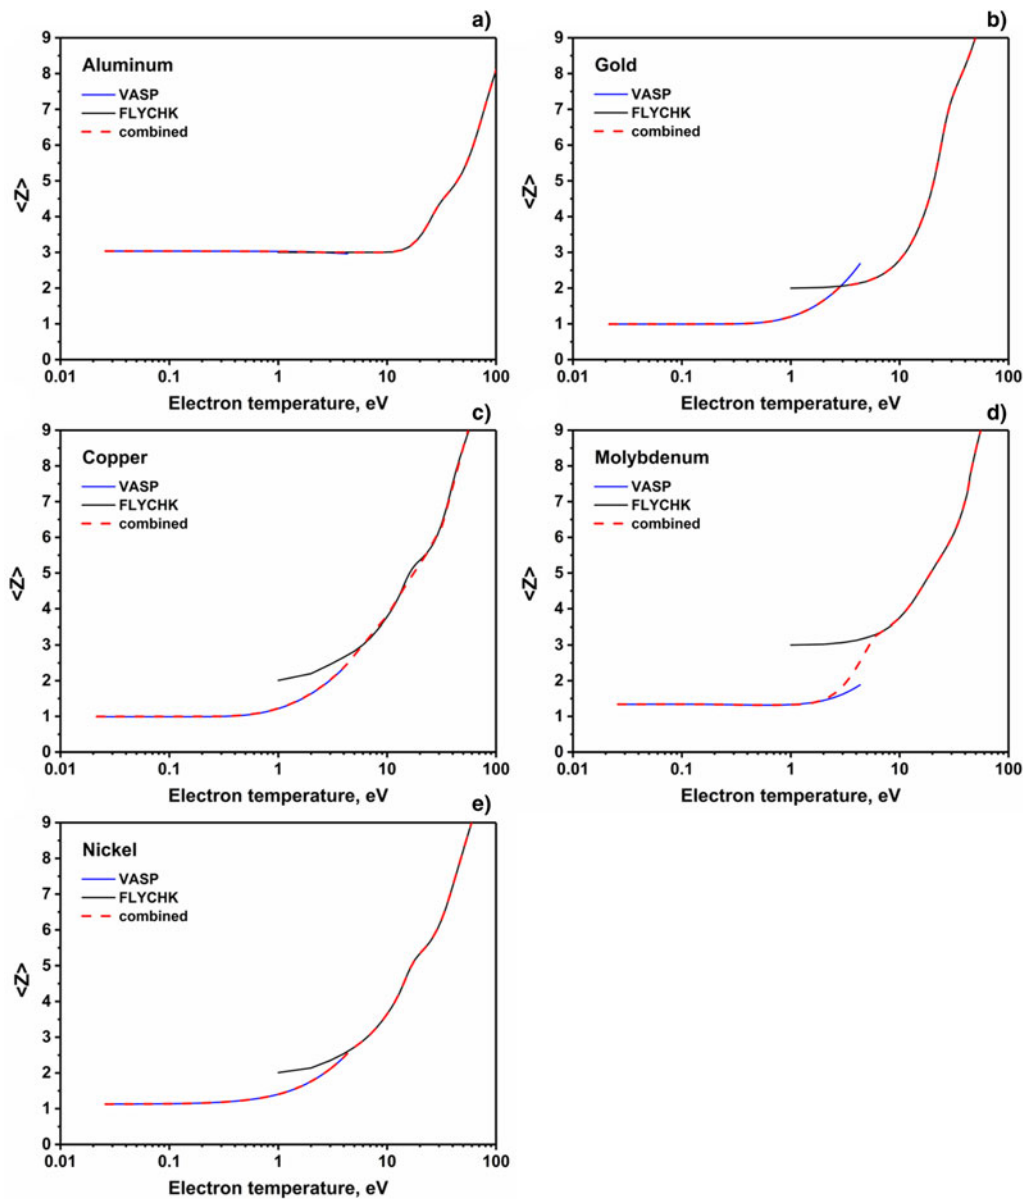 a)
9
8
7
6
5
4
3
2
1
0
<Z>
Aluminum
VASP
FLYCHK
combined
0.01 0.1 1 10 100
Electron temperature, eV
b)
9
8
7
6
5
4
3
2
1
0
<Z>
Gold
VASP
FLYCHK
combined
0.01 0.1 1 10 100
Electron temperature, eV
c)
9
8
7
6
5
4
3
2
1
0
<Z>
Copper
VASP
FLYCHK
combined
0.01 0.1 1 10 100
Electron temperature, eV
d)
9
8
7
6
5
4
3
2
1
0
<Z>
Molybdenum
VASP
FLYCHK
combined
0.01 0.1 1 10 100
Electron temperature, eV
e)
9
8
7
6
5
4
3
2
1
0
<Z>
Nickel
VASP
FLYCHK
combined
0.01 0.1 1 10 100
Electron temperature, eV